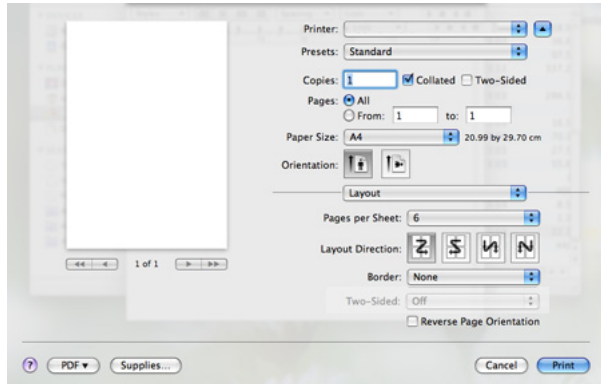 Printer:
Presets: Standard
Copies: 1 Collated Two-Sided
Pages: All
From: 1 to: 1
Paper Size: A4 20.99 by 29.70 cm
Orientation:
Layout
Pages per Sheet: 6
Layout Direction:
1 of 1
Border: None
Two-Sided: Off
Reverse Page Orientation
? PDF Supplies... Cancel Print